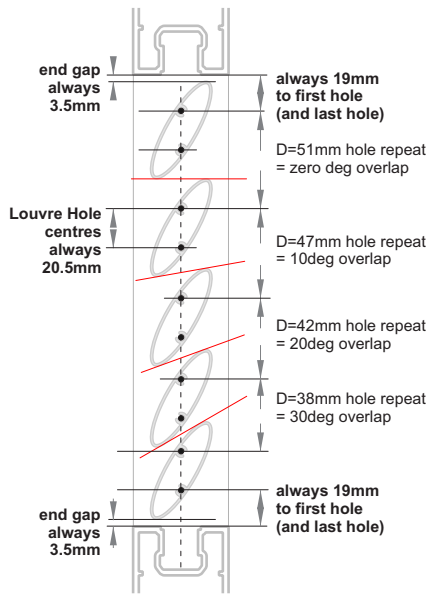 end gap
always
3.5mm
always 19mm
to first hole
(and last hole)
D=51mm hole repeat
= zero deg overlap
Louvre Hole
centres
always
20.5mm
D=47mm hole repeat
= 10deg overlap
D=42mm hole repeat
= 20deg overlap
D=38mm hole repeat
= 30deg overlap
always 19mm
to first hole
(and last hole)
end gap
always
3.5mm